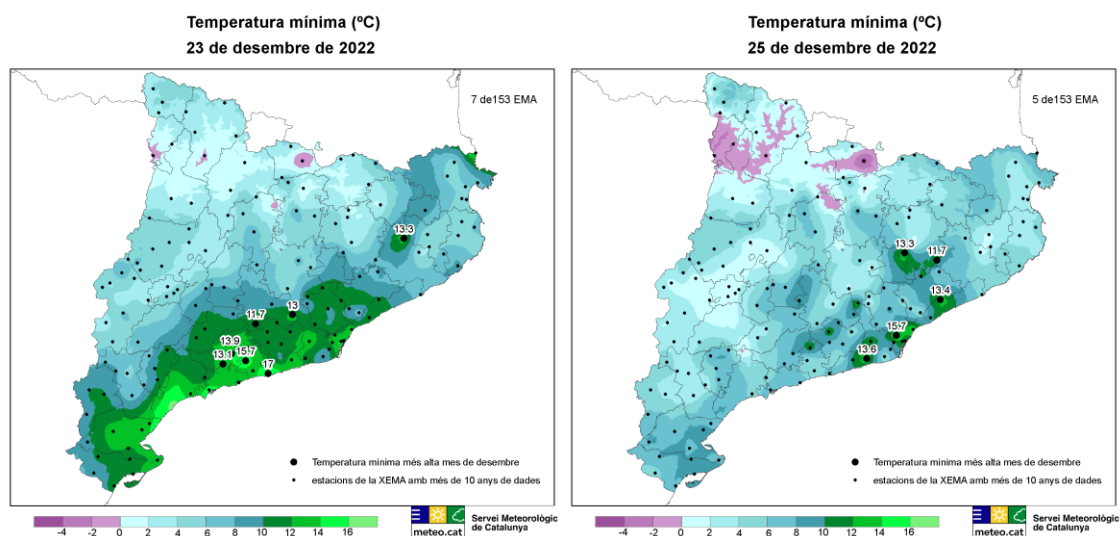 Temperatura mínima (ºC)
23 de desembre de 2022
7 de153 EMA
13.3
13
11.7
13.9
13.1
15.7
17
Temperatura mínima més alta mes de desembre
estacions de la XEMA amb més de 10 anys de dades
-4 -2 0 2 4 6 8 10 12 14 16
meteo.cat
Servei Meteorològic
de Catalunya
Temperatura mínima (ºC)
25 de desembre de 2022
5 de153 EMA
13.3
11.7
13.4
15.7
13.6
Temperatura mínima més alta mes de desembre
estacions de la XEMA amb més de 10 anys de dades
-4 -2 0 2 4 6 8 10 12 14 16
meteo.cat
Servei Meteorològic
de Catalunya